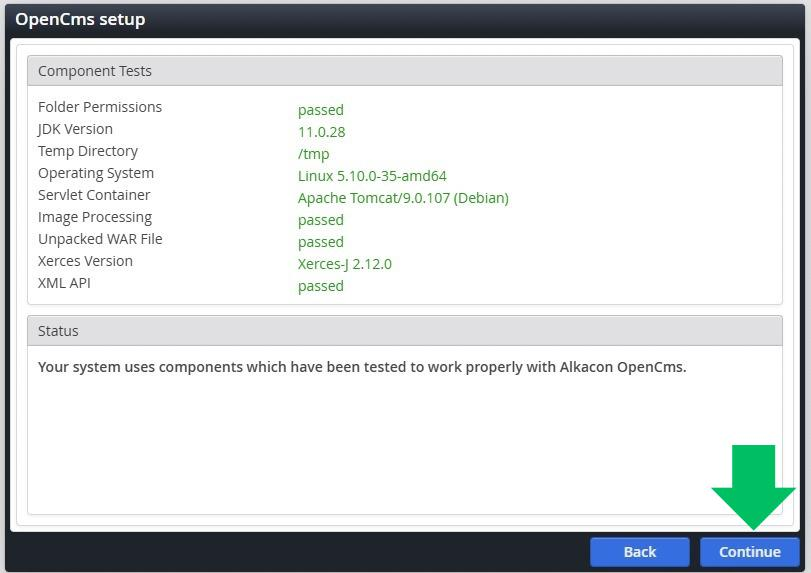 OpenCms setup
Component Tests
Folder Permissions passed
JDK Version 11.0.28
Temp Directory /tmp
Operating System Linux 5.10.0-35-amd64
Servlet Container Apache Tomcat/9.0.107 (Debian)
Image Processing passed
Unpacked WAR File passed
Xerces Version Xerces-J 2.12.0
XML API passed
Status
Your system uses components which have been tested to work properly with Alkacon OpenCms.
Back Continue